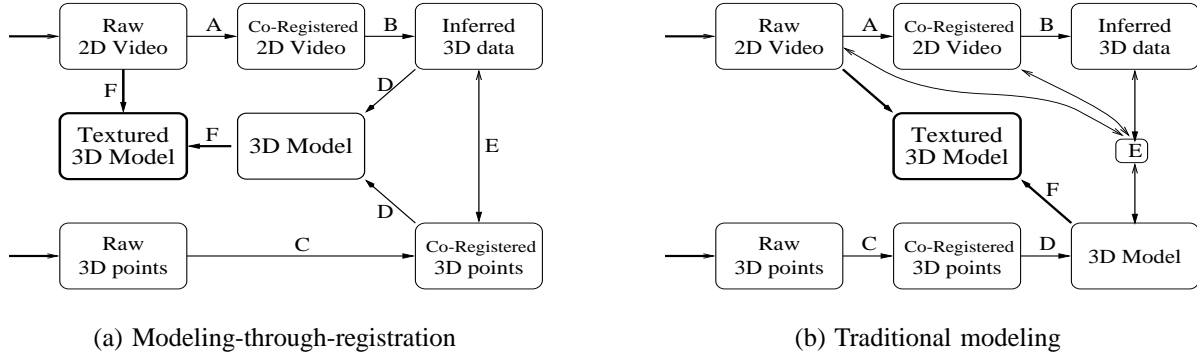 Raw
2D Video
A
Co-Registered
2D Video
B
Inferred
3D data
F
D
Textured
3D Model
F
3D Model
E
D
Raw
3D points
C
Co-Registered
3D points
(a) Modeling-through-registration
Raw
2D Video
A
Co-Registered
2D Video
B
Inferred
3D data
Textured
3D Model
E
F
Raw
3D points
C
Co-Registered
3D points
D
3D Model
(b) Traditional modeling